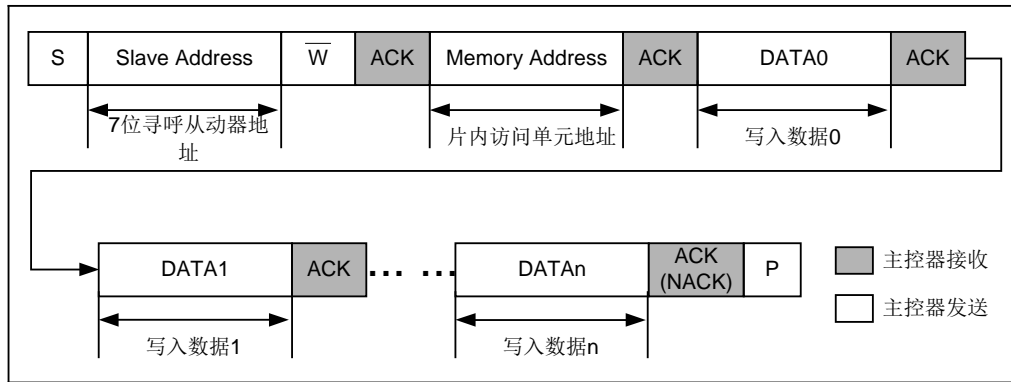 S Slave Address W ACK Memory Address ACK DATA0 ACK
7位寻呼从动器地
址
片内访问单元地址
写入数据0
DATA1 ACK ... ... DATAn ACK
(NACK) P
主控器接收
主控器发送
写入数据1
写入数据n